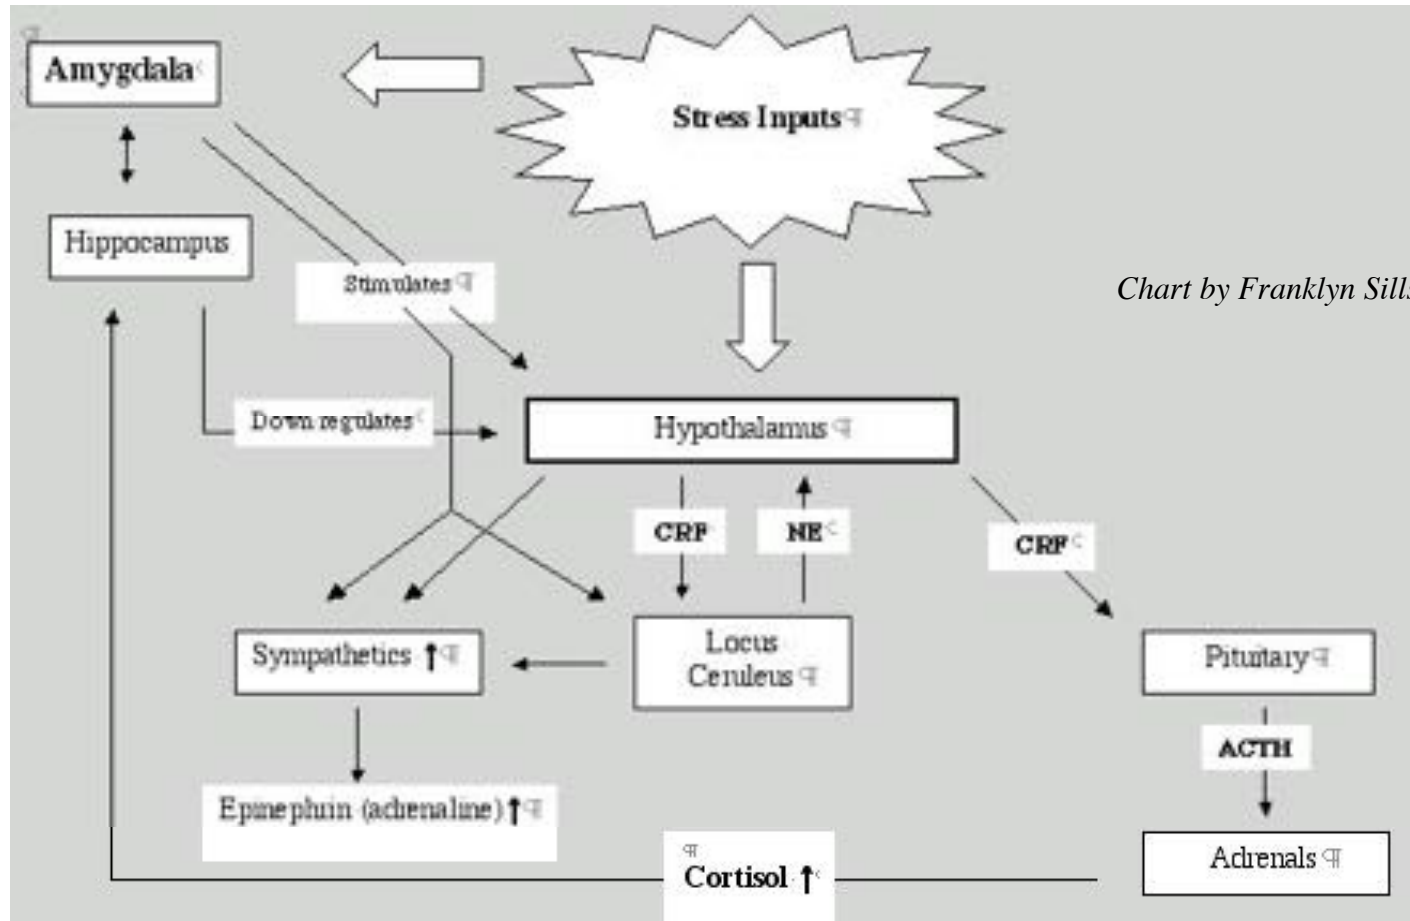 Amygdala
Stress Inputs¶
Hippocampus
Stimulates¶
Chart by Franklyn Sills
Down regulates
Hypothalamus¶
CRF
NE
CRF
Sympathetics ↑¶
Locus
Ceruleus¶
Pituitary¶
ACTH
Epinephrin (adrenaline)↑¶
Adrenals¶
¶
Cortisol ↑